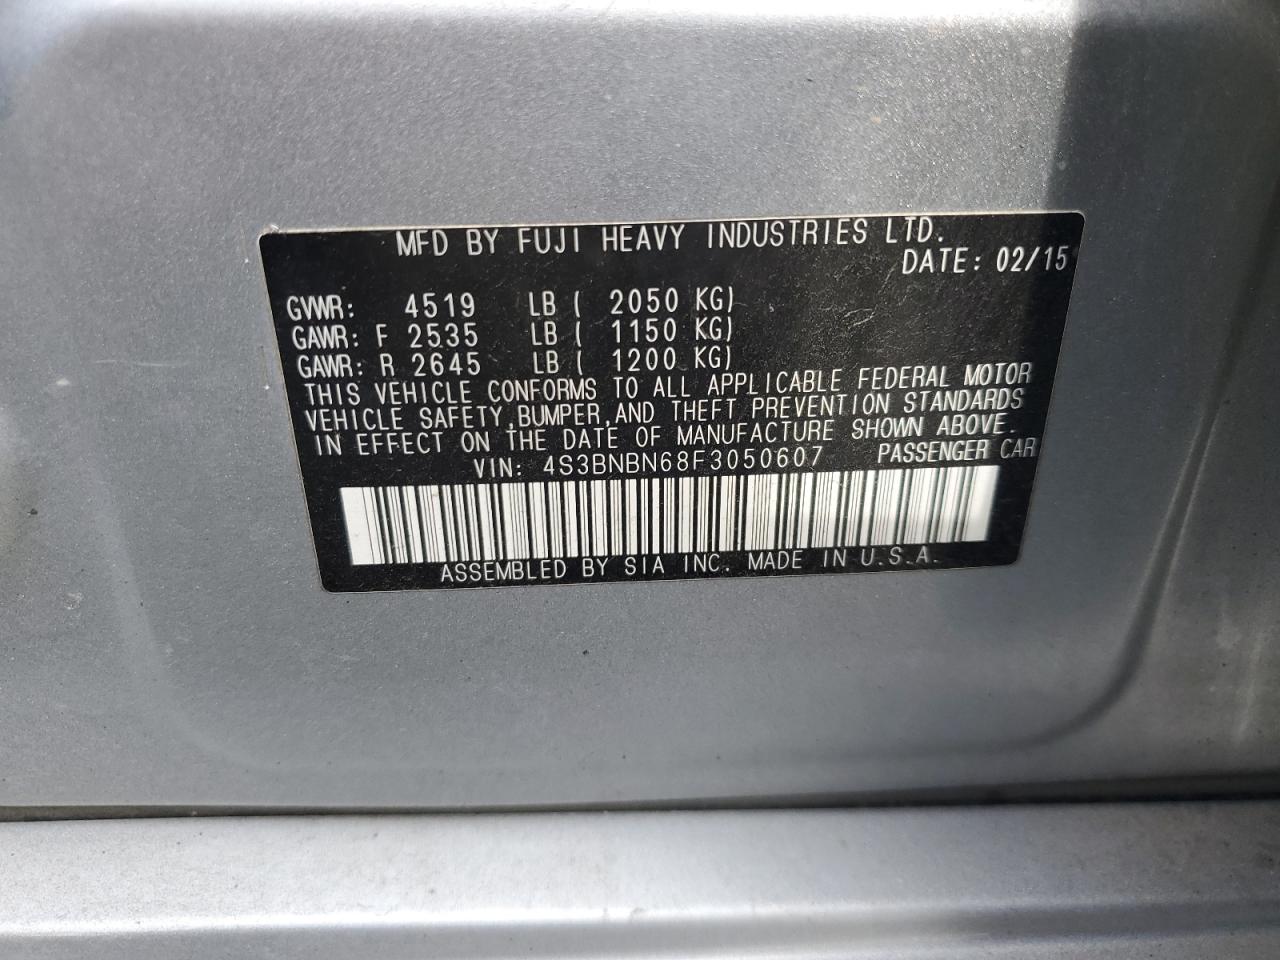 MFD BY FUJI HEAVY INDUSTRIES LTD.
DATE: 02/15
GVWR: 4519 LB ( 2050 KG)
GAWR: F 2535 LB ( 1150 KG)
GAWR: R 2645 LB ( 1200 KG)
THIS VEHICLE CONFORMS TO ALL APPLICABLE FEDERAL MOTOR
VEHICLE SAFETY,BUMPER,AND THEFT PREVENTION STANDARDS
IN EFFECT ON THE DATE OF MANUFACTURE SHOWN ABOVE.
VIN: 4S3BNBN68F3050607 PASSENGER CAR
ASSEMBLED BY SIA INC. MADE IN U.S.A.